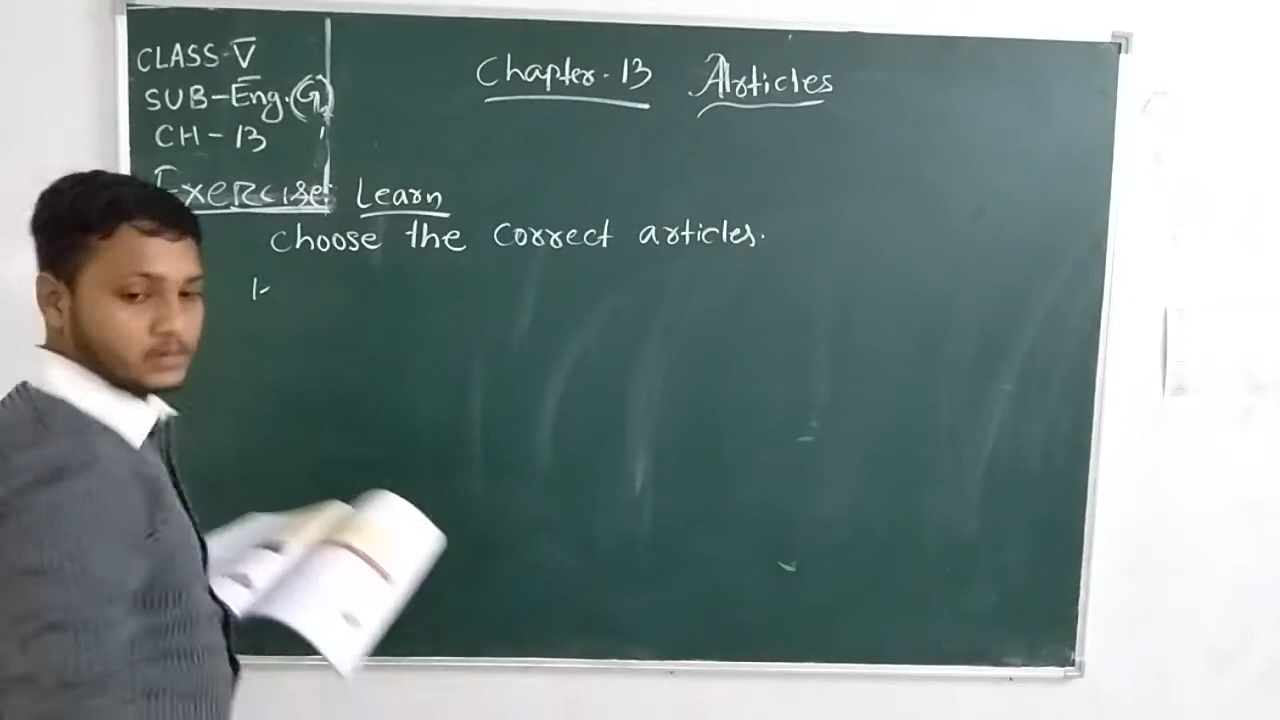 CLASS-V
SUB-Eng.(G)
CH-13
Chapter-13 Articles
Exercise: Learn
choose the correct articles.
1-